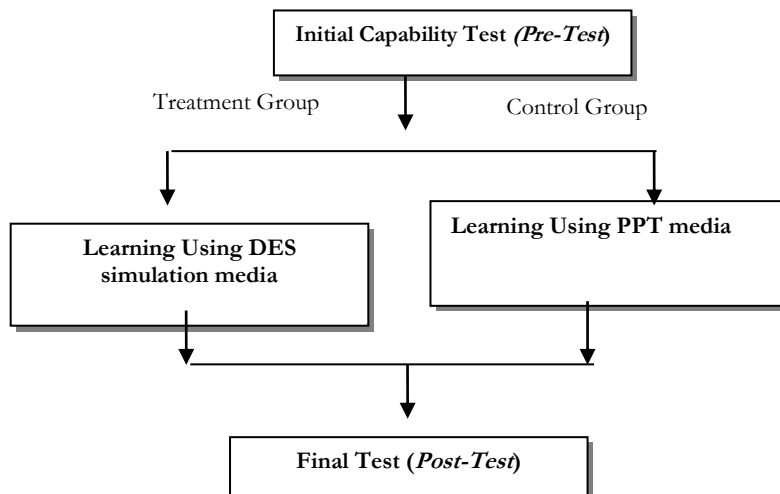 Initial Capability Test (Pre-Test)
Treatment Group
Control Group
Learning Using DES
simulation media
Learning Using PPT media
Final Test (Post-Test)